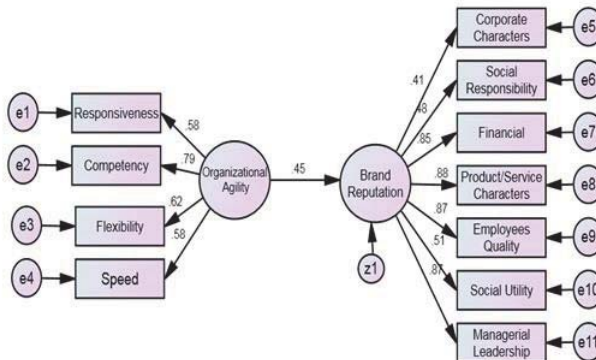 Corporate
Characters
e5
.41
Social
Responsibility
e6
.48
e1
Responsiveness
.58
Financial
e7
.85
e2
Competency
.79
Organizational
Agility
.45
Brand
Reputation
.88
Product/Service
Characters
e8
e3
Flexibility
.62
.87
Employees
Quality
e9
e4
Speed
.58
z1
.51
Social Utility
e10
.87
Managerial
Leadership
e11